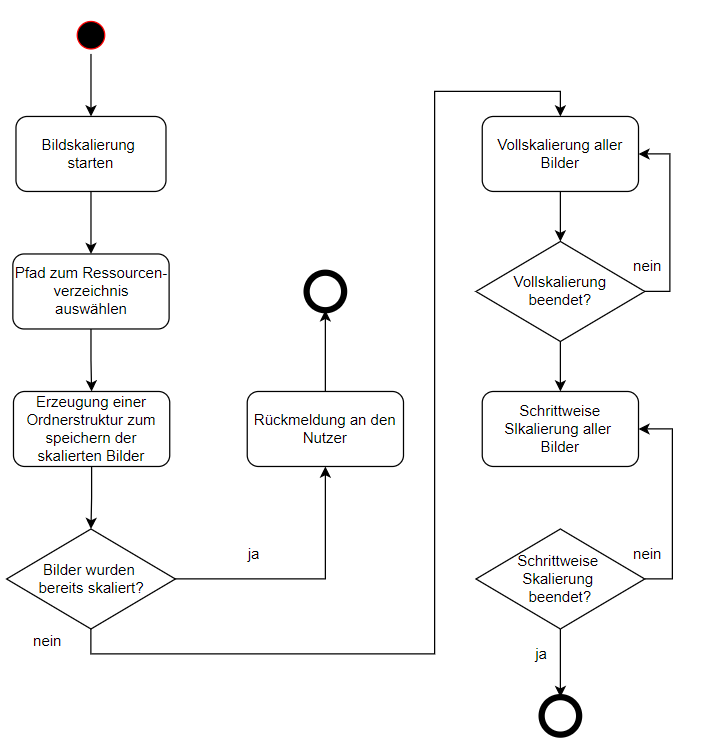 Bildskalierung
starten
Pfad zum Ressourcen-
verzeichnis
auswählen
Erzeugung einer
Ordnerstruktur zum
speichern der
skalierten Bilder
Bilder wurden
bereits skaliert?
ja
nein
Rückmeldung an den
Nutzer
Vollskalierung aller
Bilder
Vollskalierung
beendet?
nein
Schrittweise
Slkalierung aller
Bilder
Schrittweise
Skalierung
beendet?
nein
ja